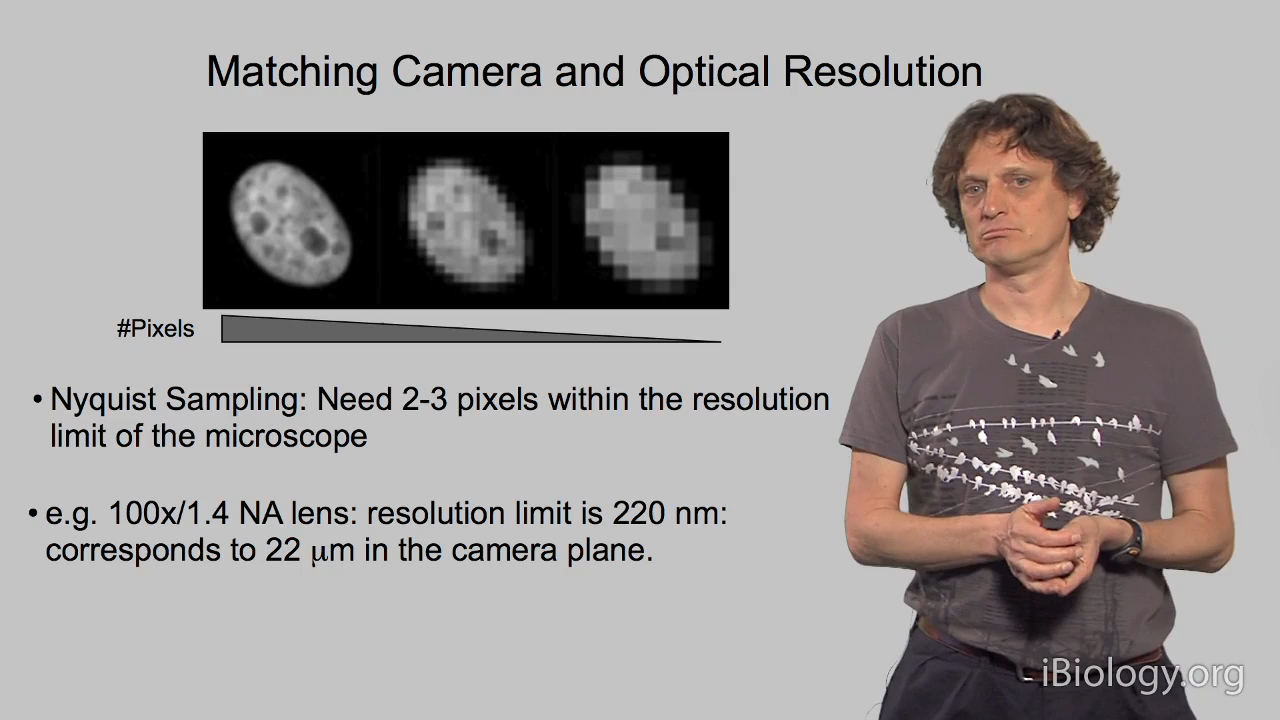 Matching Camera and Optical Resolution
#Pixels
• Nyquist Sampling: Need 2-3 pixels within the resolution
limit of the microscope
• e.g. 100x/1.4 NA lens: resolution limit is 220 nm:
corresponds to 22 μm in the camera plane.
iBiology.org